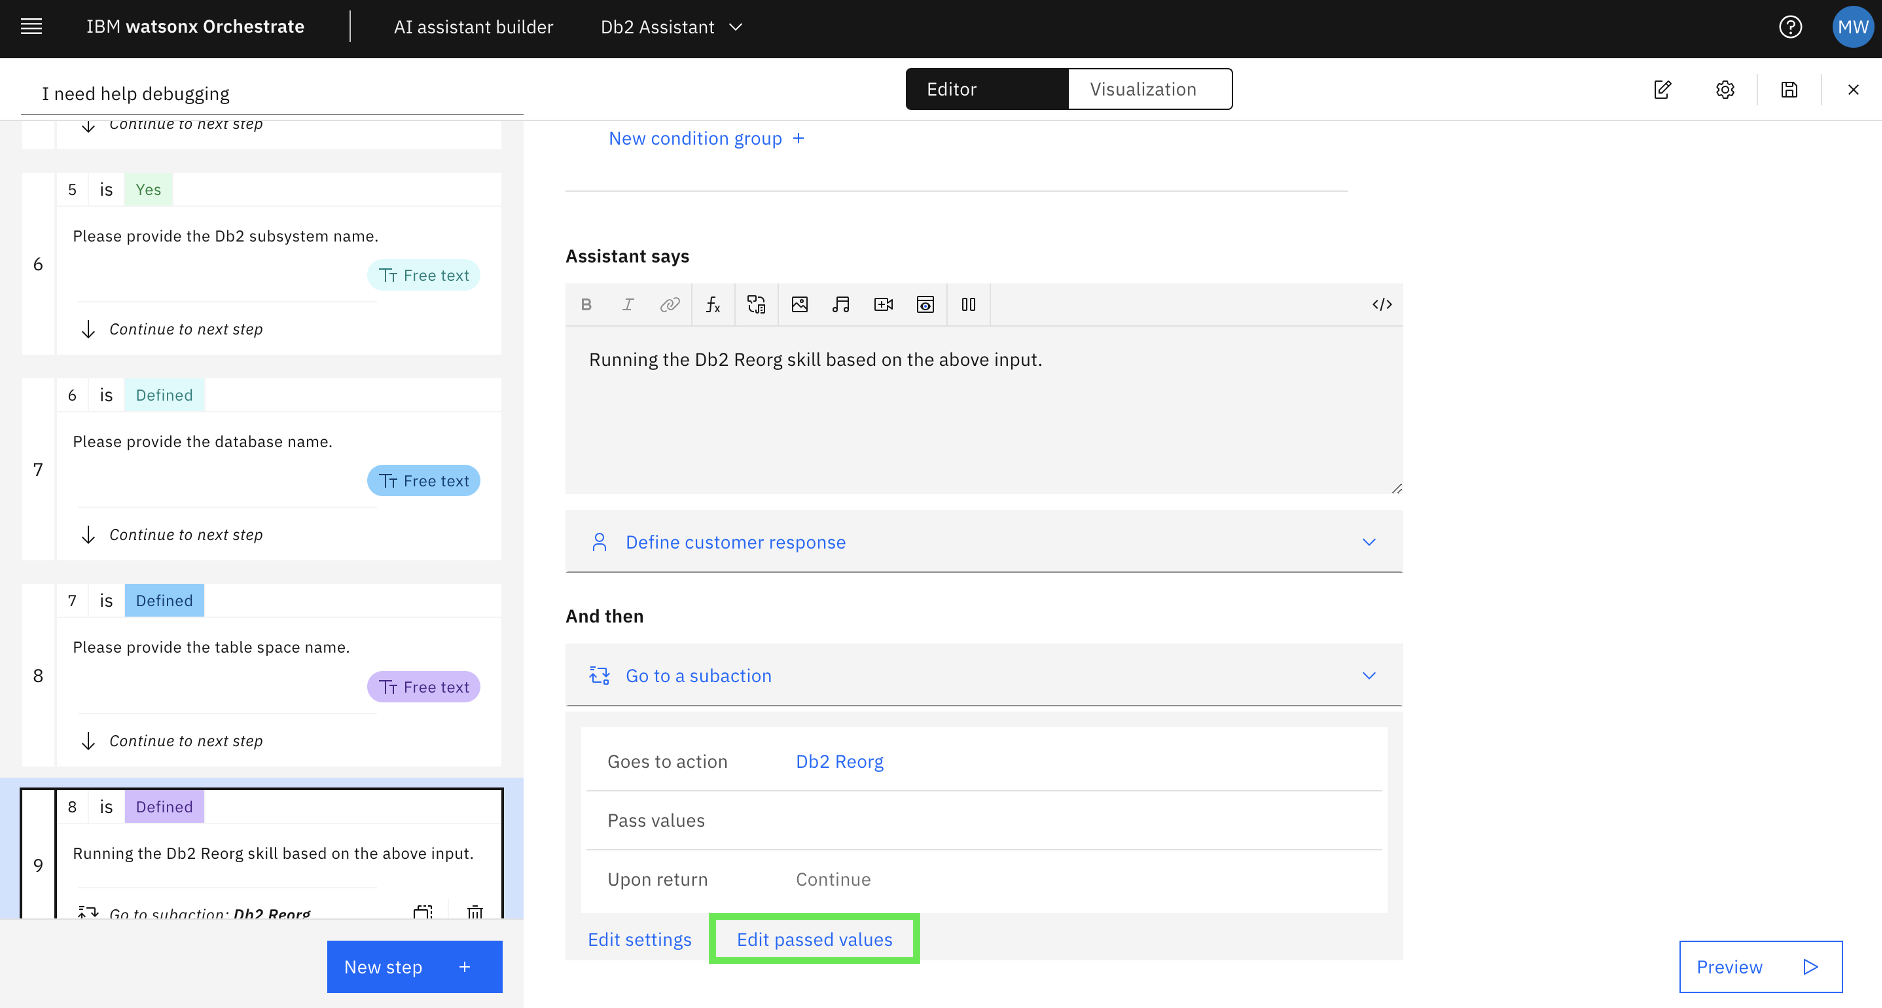 IBM watsonx Orchestrate
AI assistant builder
Db2 Assistant
MW
I need help debugging
Editor
Visualization
Continue to next step
5 is Yes
6
Please provide the Db2 subsystem name.
Free text
Continue to next step
6 is Defined
7
Please provide the database name.
Free text
Continue to next step
7 is Defined
8
Please provide the table space name.
Free text
Continue to next step
8 is Defined
9
Running the Db2 Reorg skill based on the above input.
Go to subaction: Db2 Reorg
New step +
New condition group +
Assistant says
B I fx </>
Running the Db2 Reorg skill based on the above input.
Define customer response
And then
Go to a subaction
Goes to action Db2 Reorg
Pass values
Upon return Continue
Edit settings
Edit passed values
Preview